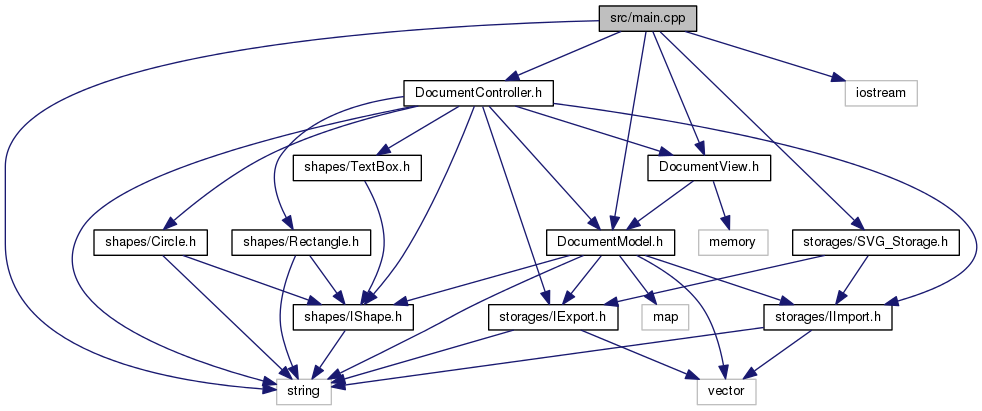 src/main.cpp
DocumentController.h
iostream
shapes/TextBox.h
DocumentView.h
shapes/Circle.h
shapes/Rectangle.h
DocumentModel.h
memory
storages/SVG_Storage.h
shapes/IShape.h
storages/IExport.h
map
storages/IImport.h
string
vector